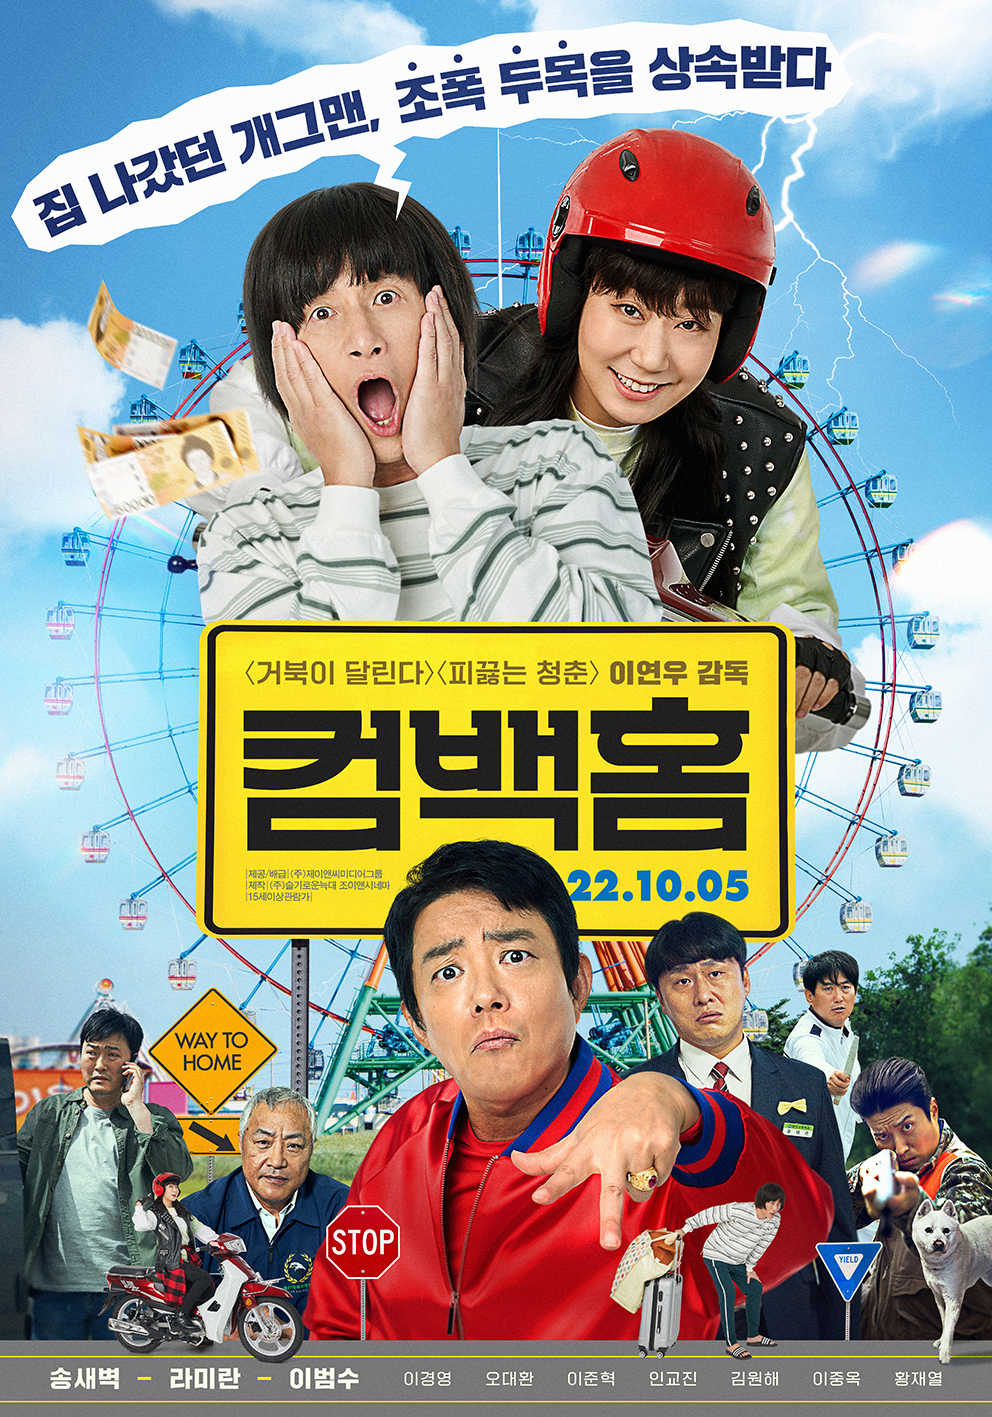 집 나갔던 개그맨, 조폭 두목을 상속받다
〈거북이 달린다〉〈피끓는 청춘〉 이연우 감독
컴백홈
|제공/배급| (주)제이앤씨미디어그룹
|제작| (주)슬기로운늑대 조이앤시네마
|15세이상관람가|
22.10.05
WAY TO
HOME
STOP
YIELD
송새벽 – 라미란 – 이범수 이경영 오대환 이준혁 인교진 김원해 이중옥 황재열